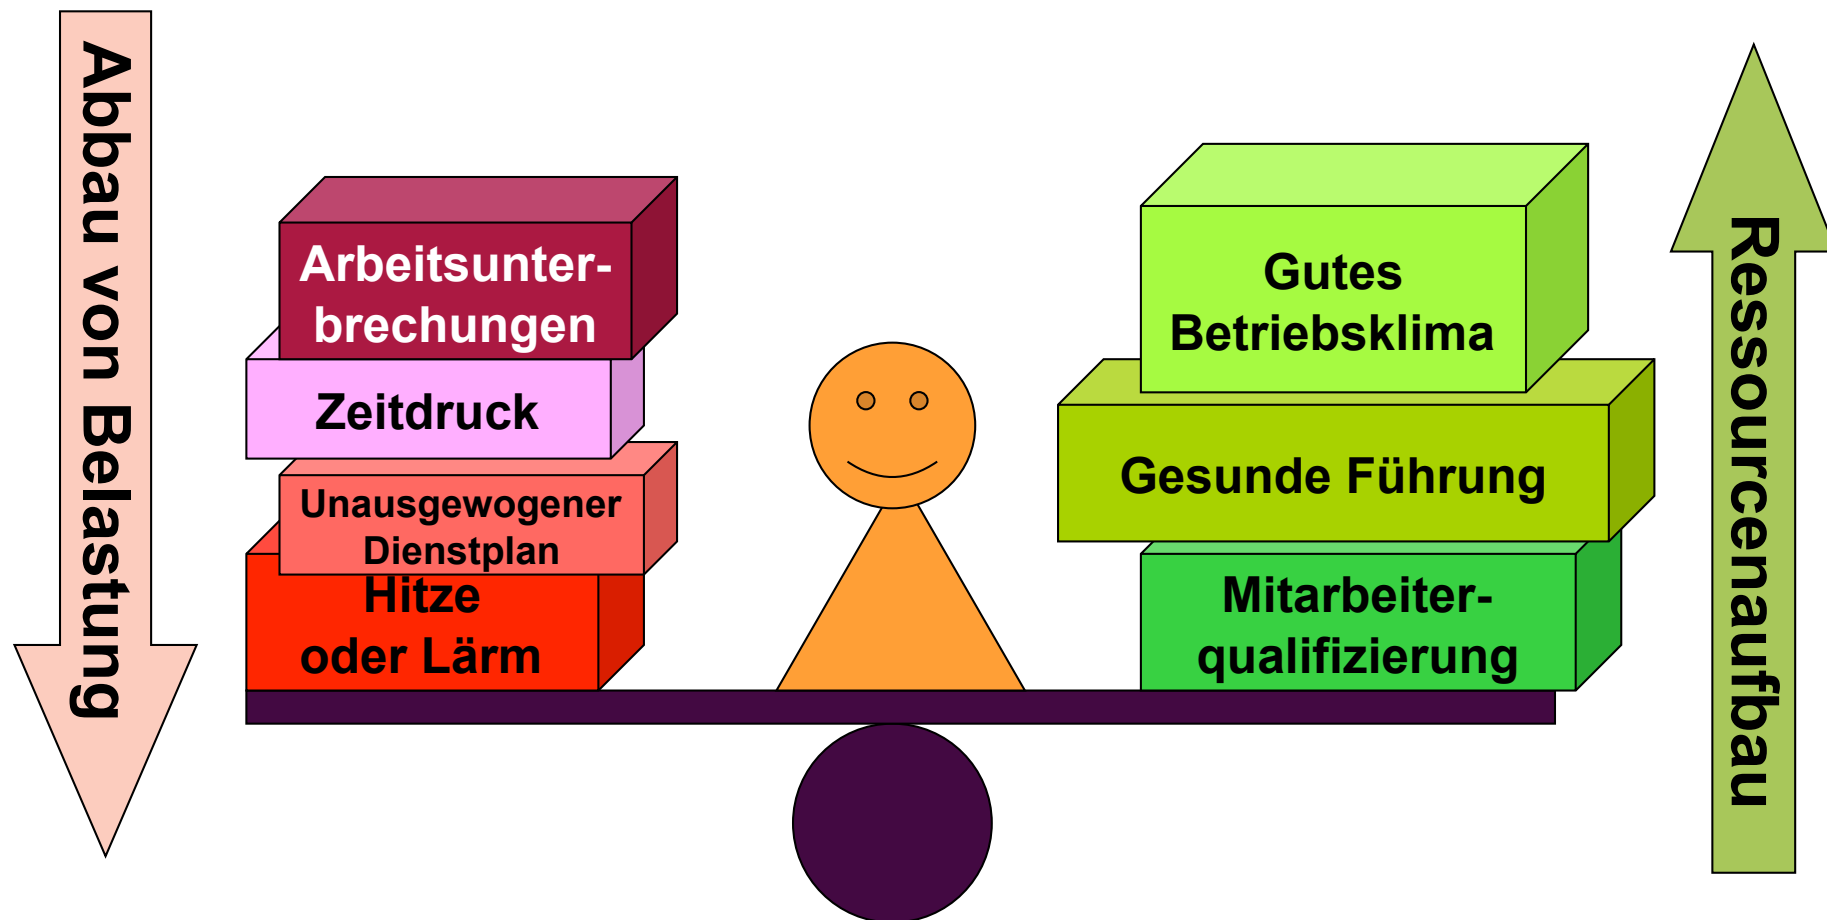 Abbau von Belastung
Arbeitsunter-
brechungen
Zeitdruck
Unausgewogener
Dienstplan
Hitze
oder Lärm
Gutes
Betriebsklima
Gesunde Führung
Mitarbeiter-
qualifizierung
Ressourcenaufbau